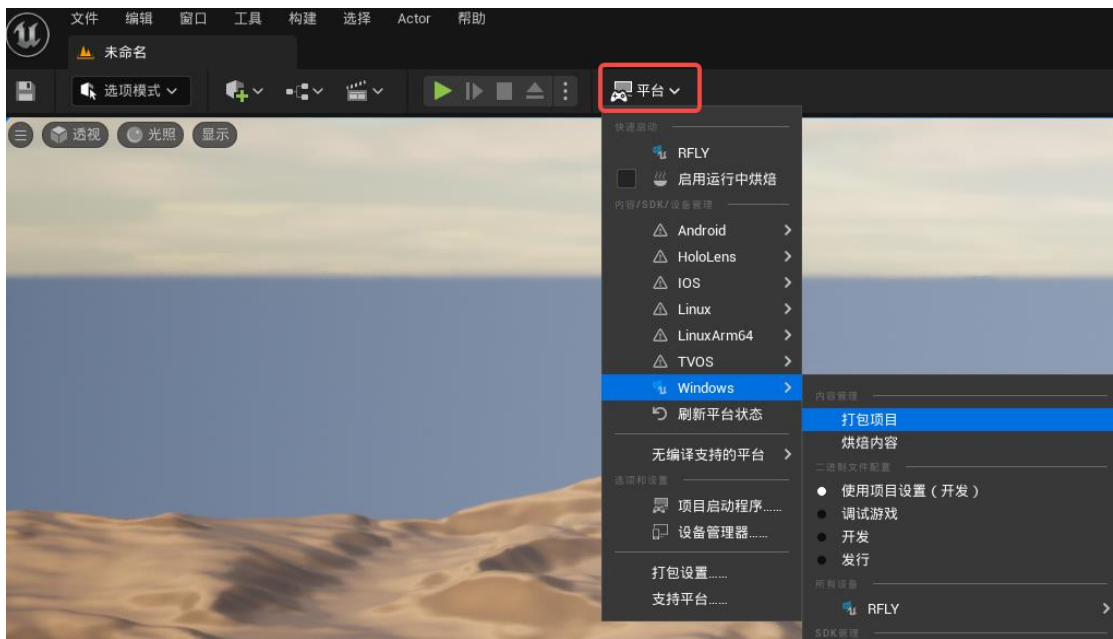 文件 编辑 窗口 工具 构建 选择 Actor 帮助
未命名
选项模式
平台
透视 光照 显示
快速启动
RFLY
启用运行中烘焙
内容/SDK/设备管理
Android
HoloLens
IOS
Linux
LinuxArm64
TVOS
Windows
刷新平台状态
无编译支持的平台
选项和设置
项目启动程序……
设备管理器……
打包设置……
支持平台……
内容管理
打包项目
烘焙内容
二进制文件配置
使用项目设置（开发）
调试游戏
开发
发行
所有设备
RFLY
SDK管理